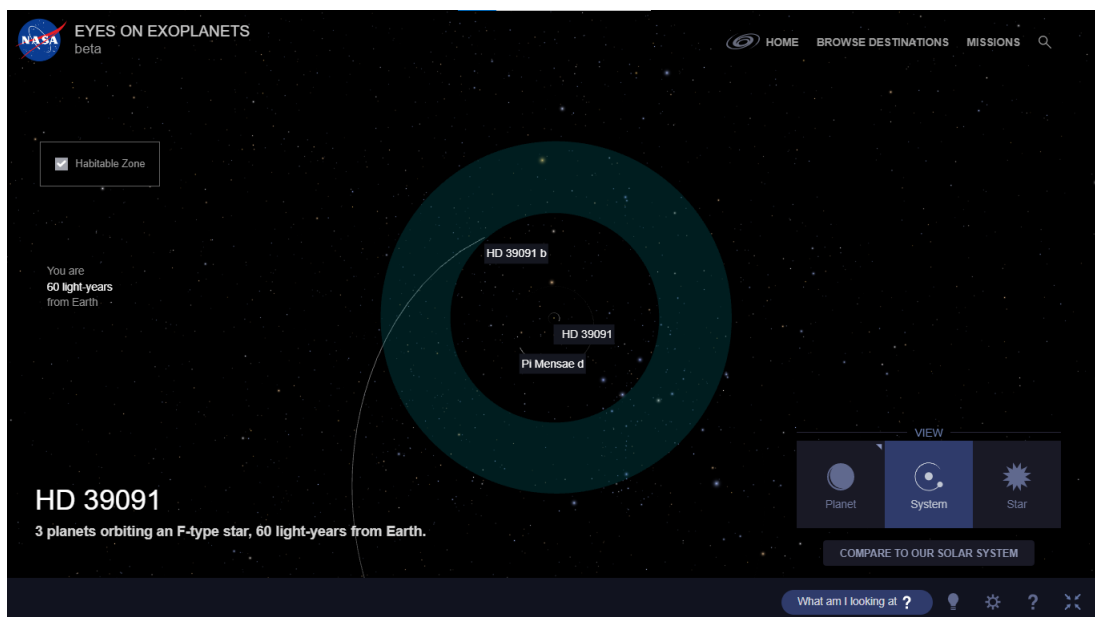 NASA
EYES ON EXOPLANETS
beta
HOME BROWSE DESTINATIONS MISSIONS
Habitable Zone
HD 39091 b
You are
60 light-years
from Earth
HD 39091
Pi Mensae d
VIEW
Planet System Star
HD 39091
3 planets orbiting an F-type star, 60 light-years from Earth.
COMPARE TO OUR SOLAR SYSTEM
What am I looking at ?
?